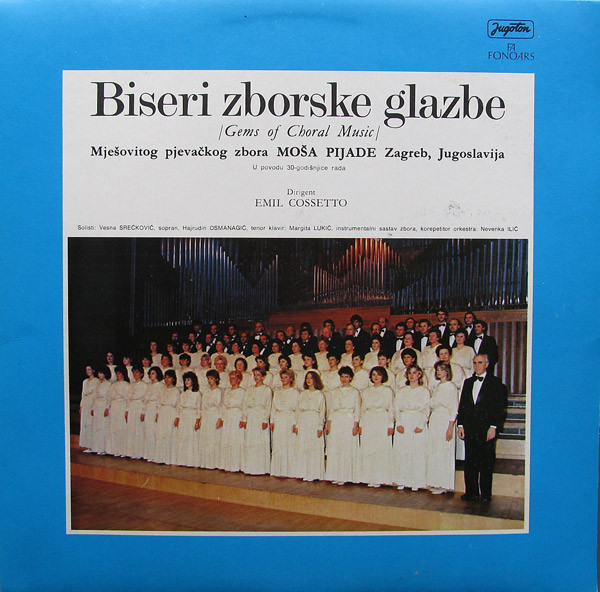 Jugoton
FA
FONOARS
Biseri zborske glazbe
/Gems of Choral Music/
Mješovitog pjevačkog zbora MOŠA PIJADE Zagreb, Jugoslavija
U povodu 30-godišnjice rada
Dirigent
EMIL COSSETTO
Solisti: Vesna SREĆKOVIĆ, sopran, Hajrudin OSMANAGIĆ, tenor klavir: Margita LUKIĆ, instrumentalni sastav zbora, korepetitor orkestra: Nevenka ILIĆ